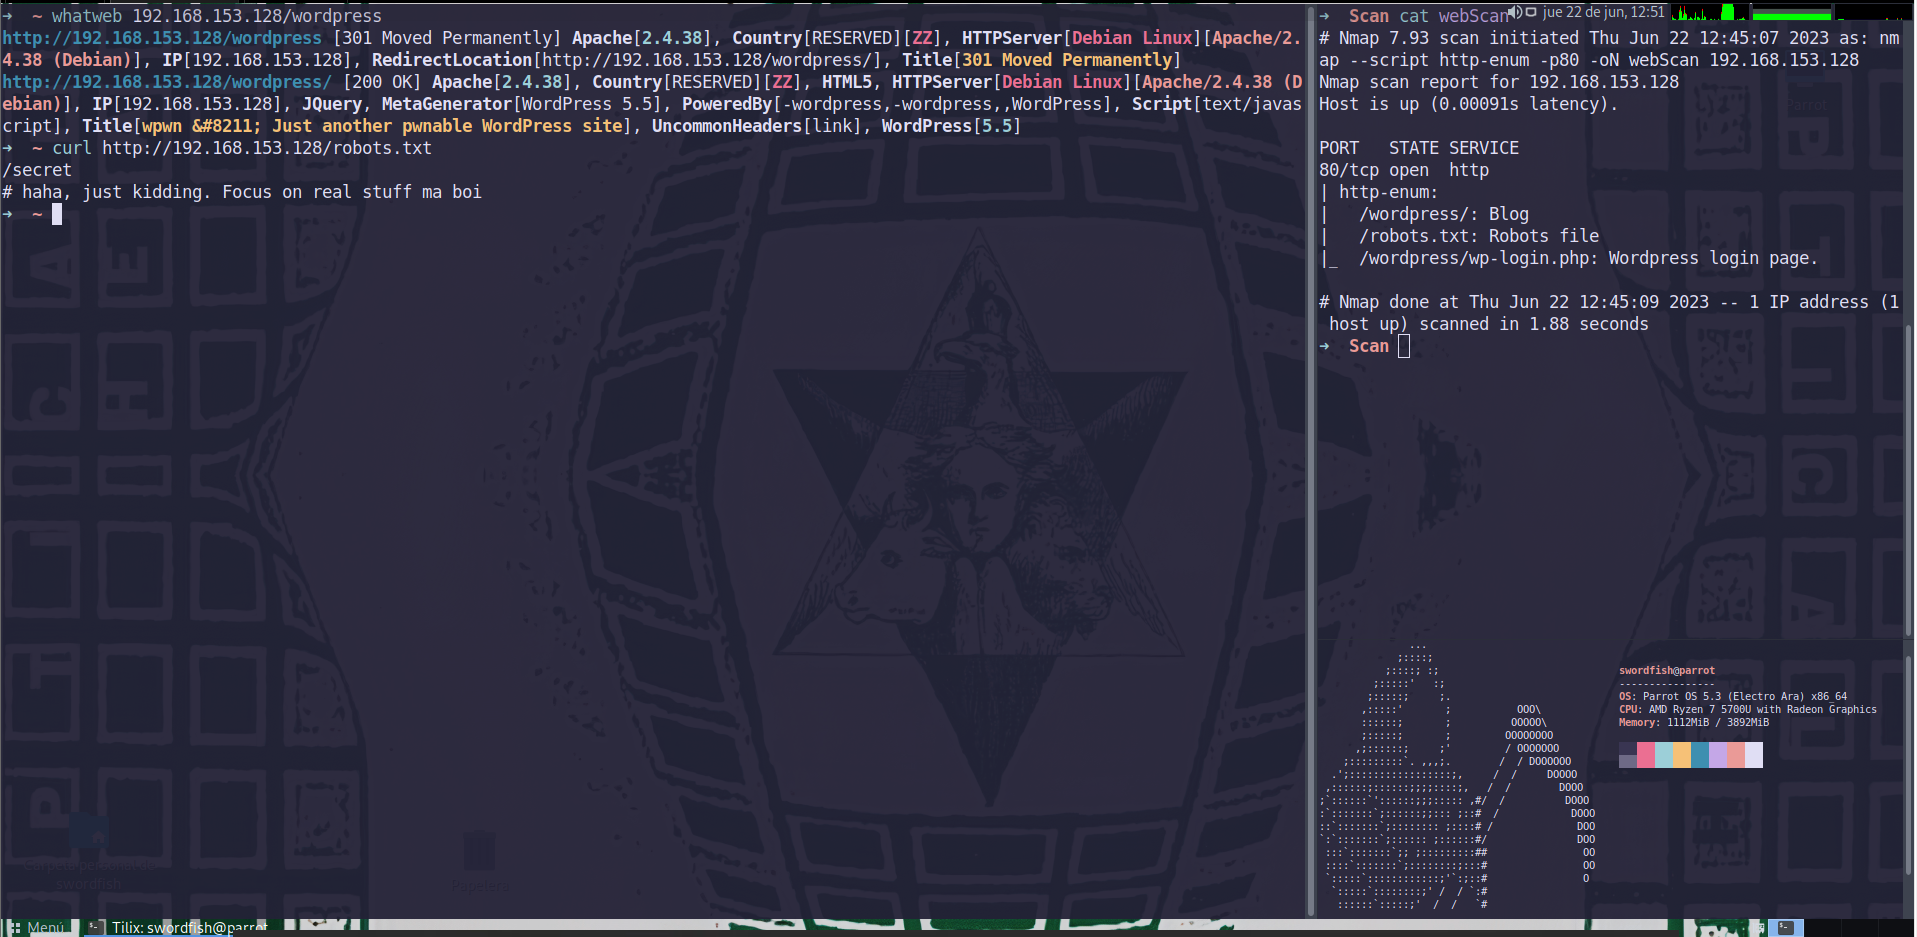 ➜  ~ whatweb 192.168.153.128/wordpress
http://192.168.153.128/wordpress [301 Moved Permanently] Apache[2.4.38], Country[RESERVED][ZZ], HTTPServer[Debian Linux][Apache/2.
4.38 (Debian)], IP[192.168.153.128], RedirectLocation[http://192.168.153.128/wordpress/], Title[301 Moved Permanently]
http://192.168.153.128/wordpress/ [200 OK] Apache[2.4.38], Country[RESERVED][ZZ], HTML5, HTTPServer[Debian Linux][Apache/2.4.38 (D
ebian)], IP[192.168.153.128], JQuery, MetaGenerator[WordPress 5.5], PoweredBy[-wordpress,-wordpress,,WordPress], Script[text/javas
cript], Title[wpwn &#8211; Just another pwnable WordPress site], UncommonHeaders[link], WordPress[5.5]
➜  ~ curl http://192.168.153.128/robots.txt
/secret
# haha, just kidding. Focus on real stuff ma boi
➜  ~
➜  Scan cat webScan
jue 22 de jun, 12:51
# Nmap 7.93 scan initiated Thu Jun 22 12:45:07 2023 as: nm
ap --script http-enum -p80 -oN webScan 192.168.153.128
Nmap scan report for 192.168.153.128
Host is up (0.00091s latency).
PORT   STATE SERVICE
80/tcp open  http
| http-enum:
|   /wordpress/: Blog
|   /robots.txt: Robots file
|_  /wordpress/wp-login.php: Wordpress login page.
# Nmap done at Thu Jun 22 12:45:09 2023 -- 1 IP address (1
host up) scanned in 1.88 seconds
➜  Scan
swordfish@parrot
----------------
OS: Parrot OS 5.3 (Electro Ara) x86_64
CPU: AMD Ryzen 7 5700U with Radeon Graphics
Memory: 1112MiB / 3892MiB
Parrot
swordfish
Papelera
Menú
Tilix: swordfish@parrot